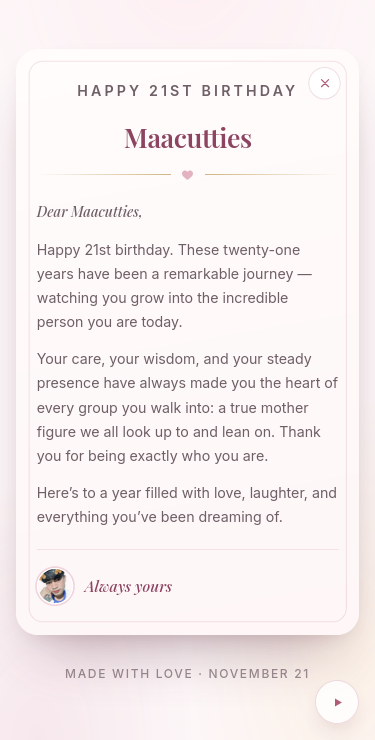 HAPPY 21ST BIRTHDAY
Maacutties
Dear Maacutties,
Happy 21st birthday. These twenty-one
years have been a remarkable journey —
watching you grow into the incredible
person you are today.
Your care, your wisdom, and your steady
presence have always made you the heart of
every group you walk into: a true mother
figure we all look up to and lean on. Thank
you for being exactly who you are.
Here’s to a year filled with love, laughter, and
everything you’ve been dreaming of.
Always yours
MADE WITH LOVE · NOVEMBER 21